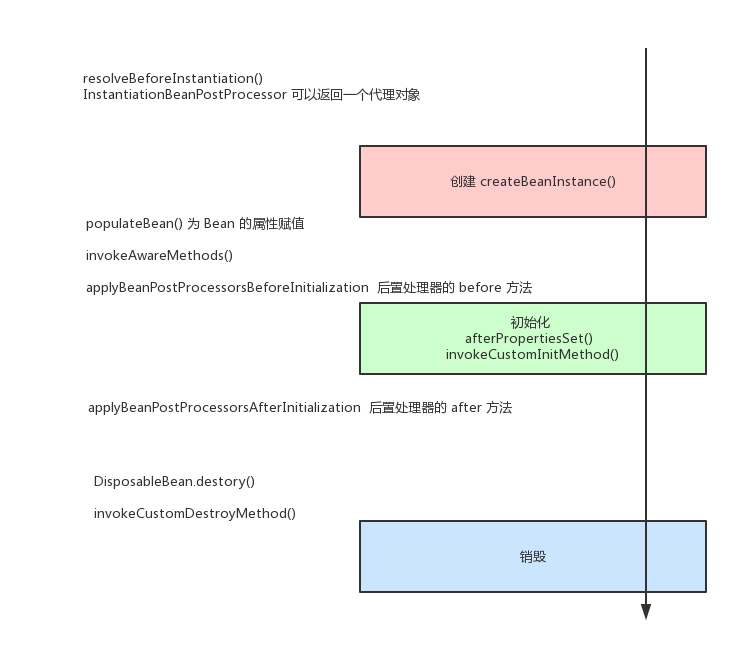 resolveBeforeInstantiation()
InstantiationBeanPostProcessor 可以返回一个代理对象
创建 createBeanInstance()
populateBean() 为 Bean 的属性赋值
invokeAwareMethods()
applyBeanPostProcessorsBeforeInitialization 后置处理器的 before 方法
初始化
afterPropertiesSet()
invokeCustomInitMethod()
applyBeanPostProcessorsAfterInitialization 后置处理器的 after 方法
DisposableBean.destory()
invokeCustomDestroyMethod()
销毁